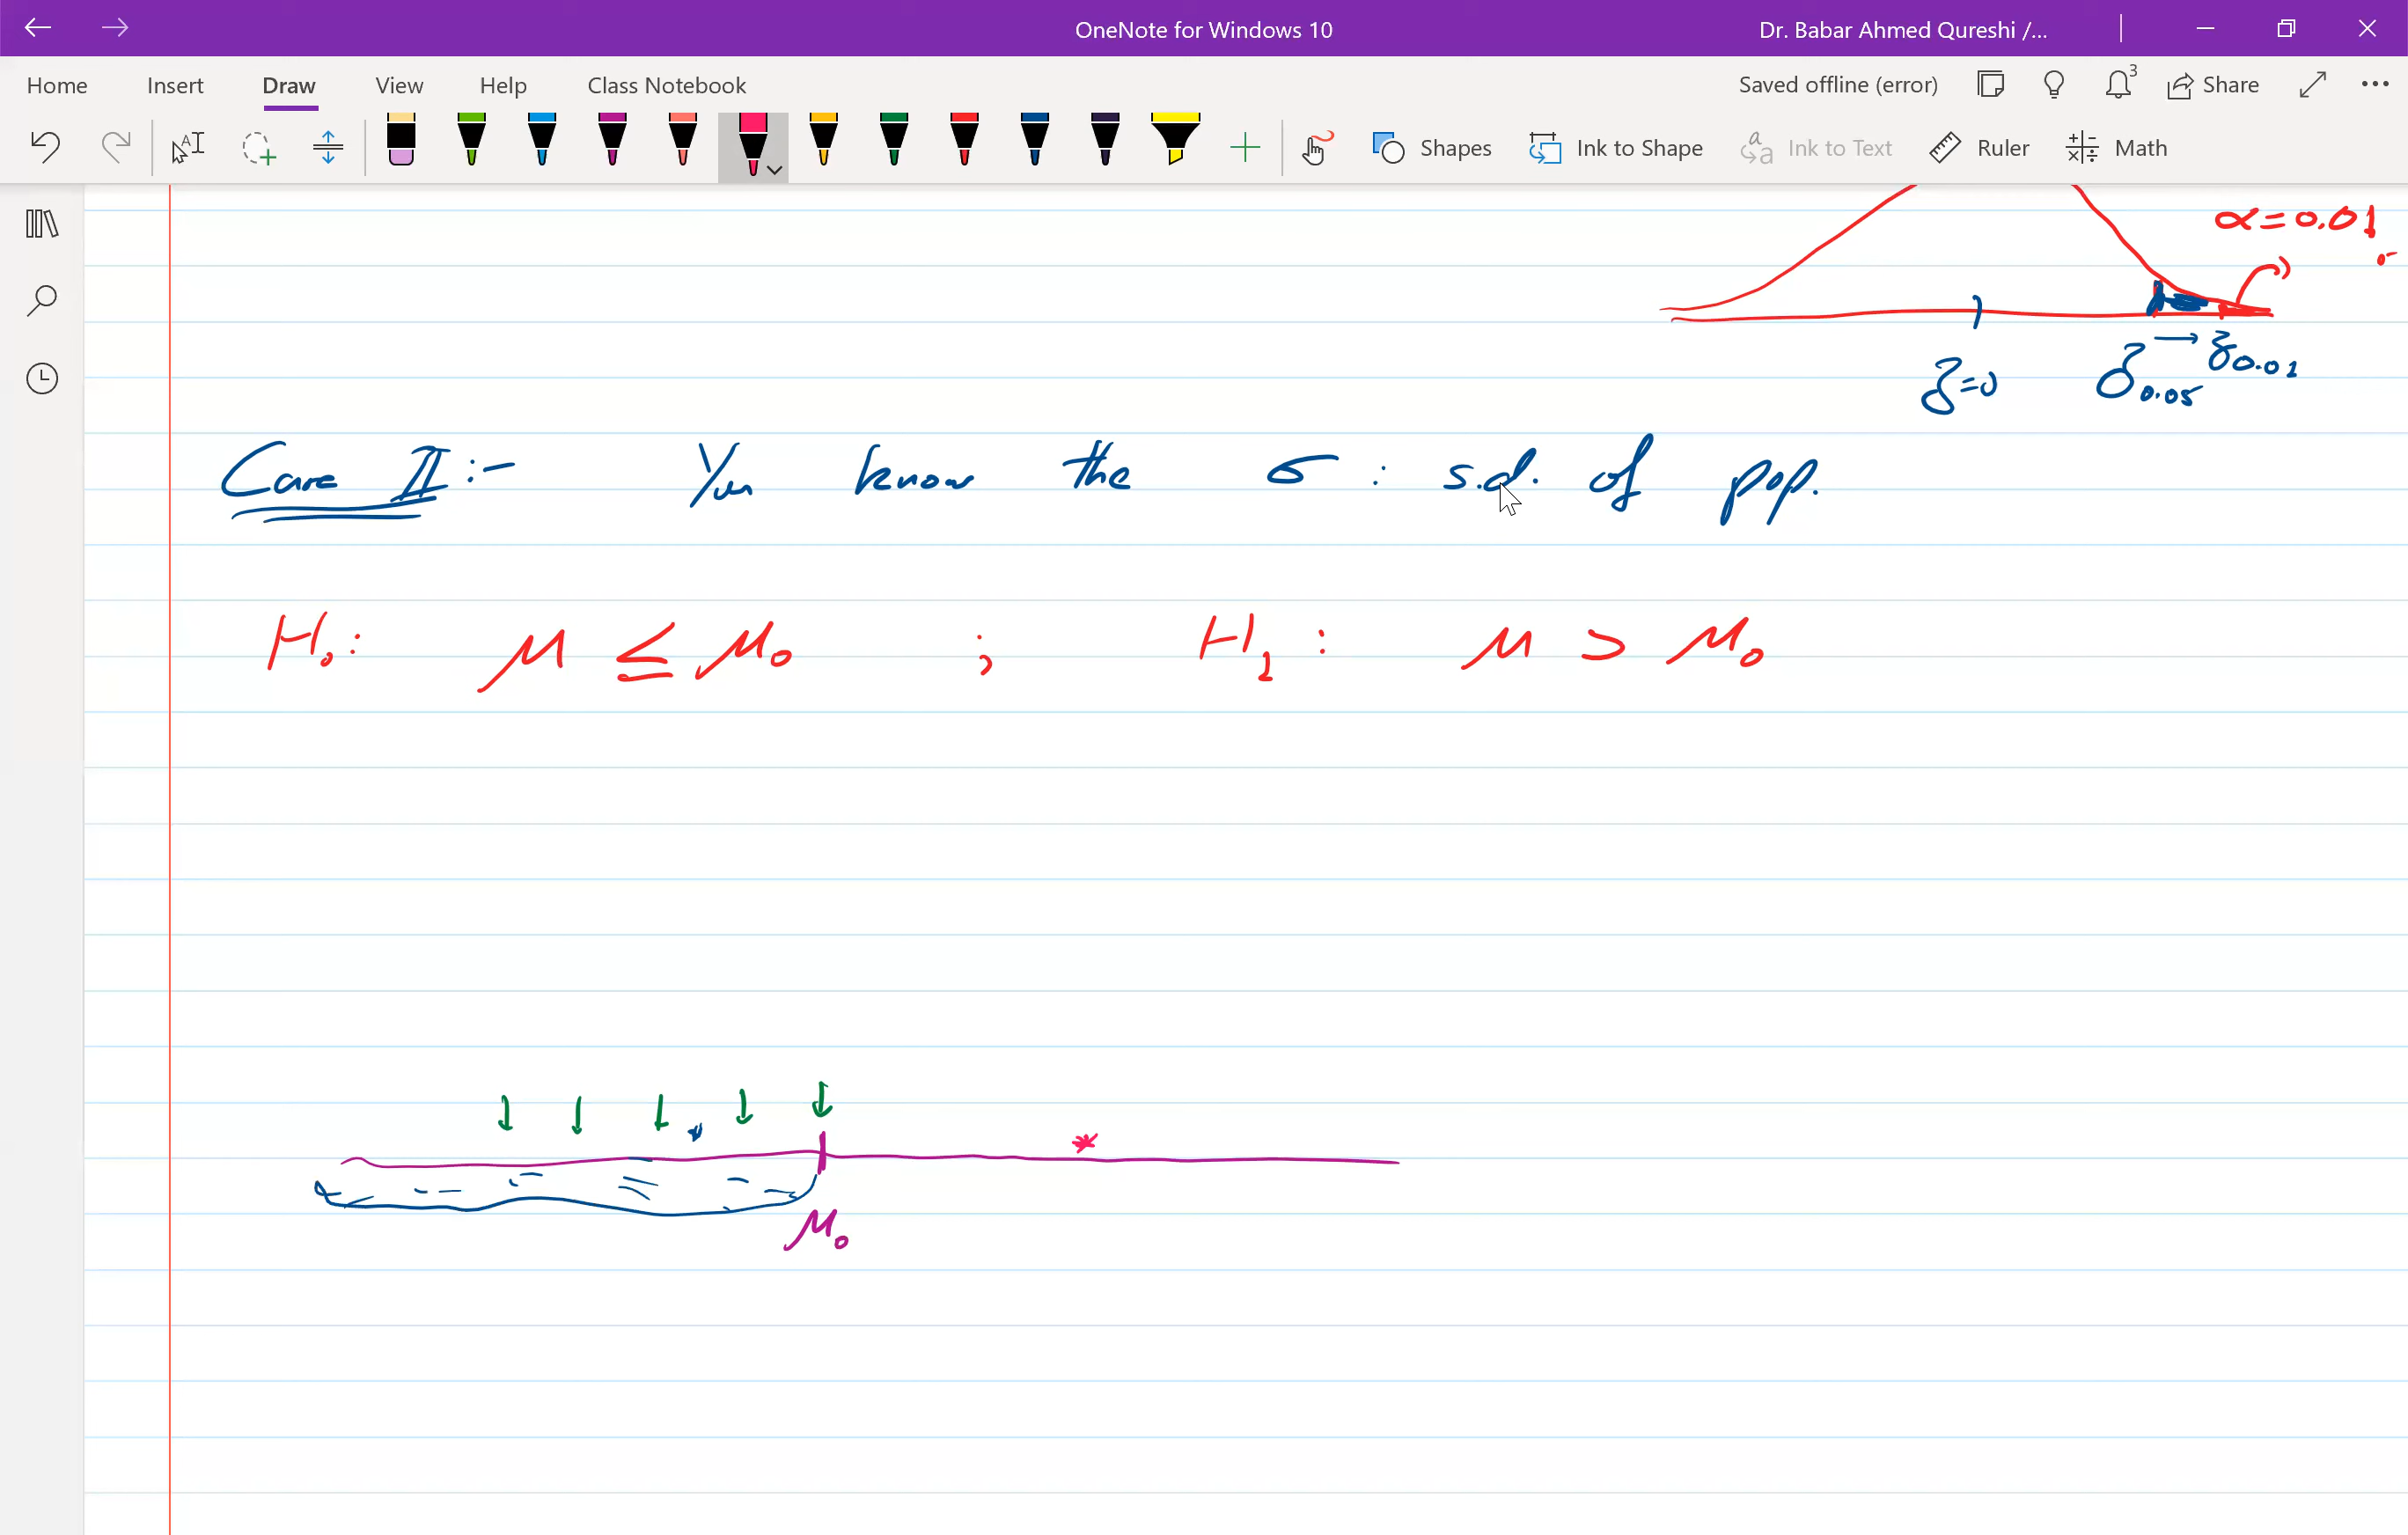 OneNote for Windows 10 Dr. Babar Ahmed Qureshi /...
Home Insert Draw View Help Class Notebook Saved offline (error) 3 Share
Shapes Ink to Shape Ink to Text Ruler Math
α = 0.01
z=0 z0.05 → z0.01
Case II :- You know the σ : s.d. of pop.
H₀: μ ≤ μ₀ ; H₁ : μ > μ₀
μ₀